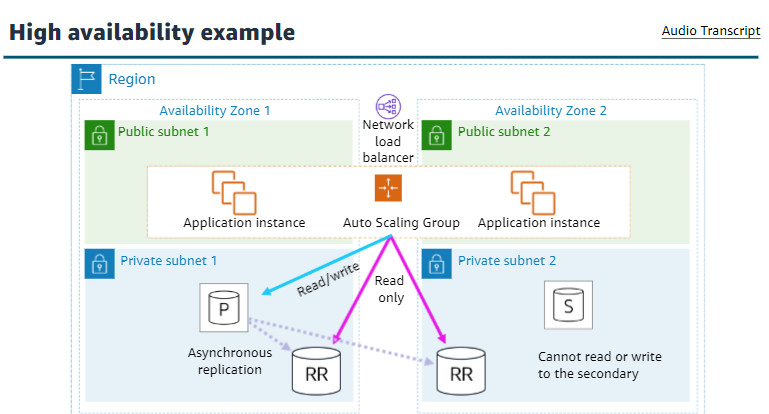 High availability example
Audio Transcript
Region
Availability Zone 1
Availability Zone 2
Network
load
balancer
Public subnet 1
Public subnet 2
Application instance
Auto Scaling Group
Application instance
Private subnet 1
Private subnet 2
Read/write
Read
only
P
S
Asynchronous
replication
RR
RR
Cannot read or write
to the secondary